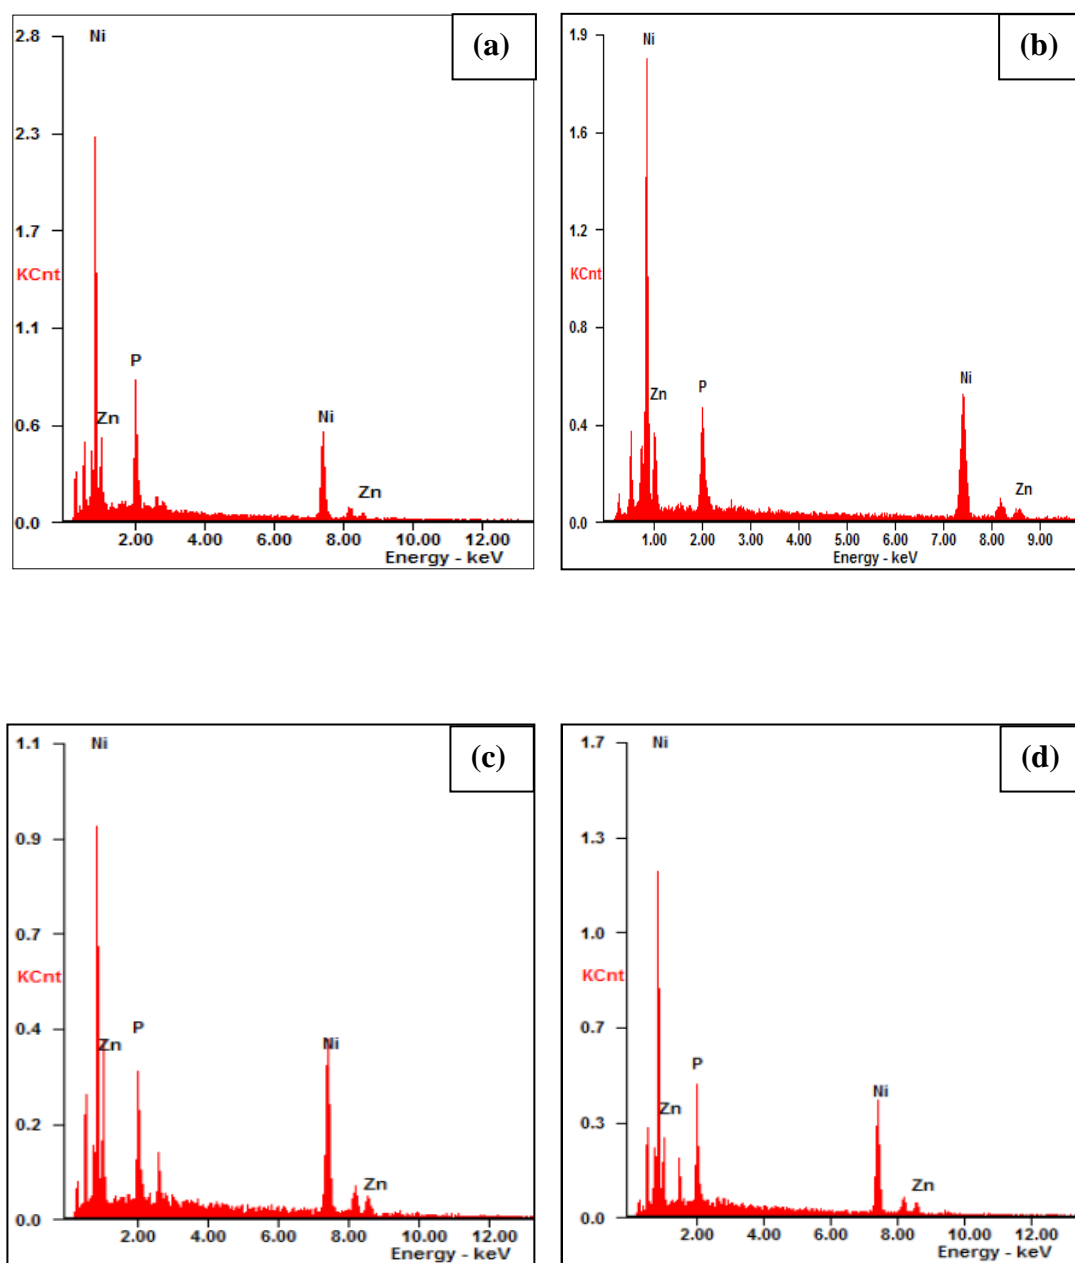 (a)
2.8
Ni
2.3
1.7
KCnt
1.1
P
0.6
Zn
Ni
Zn
0.0
2.00 4.00 6.00 8.00 10.00 12.00
Energy - keV
(b)
1.9
Ni
1.6
1.2
KCnt
0.8
P
Ni
Zn
0.4
Zn
0.0
1.00 2.00 3.00 4.00 5.00 6.00 7.00 8.00 9.00
Energy - keV
(c)
1.1
Ni
0.9
0.7
KCnt
0.4
P
Zn
Ni
0.2
Zn
0.0
2.00 4.00 6.00 8.00 10.00 12.00
Energy - keV
(d)
1.7
Ni
1.3
1.0
KCnt
0.7
P
Ni
Zn
0.3
Zn
0.0
2.00 4.00 6.00 8.00 10.00 12.00
Energy - keV